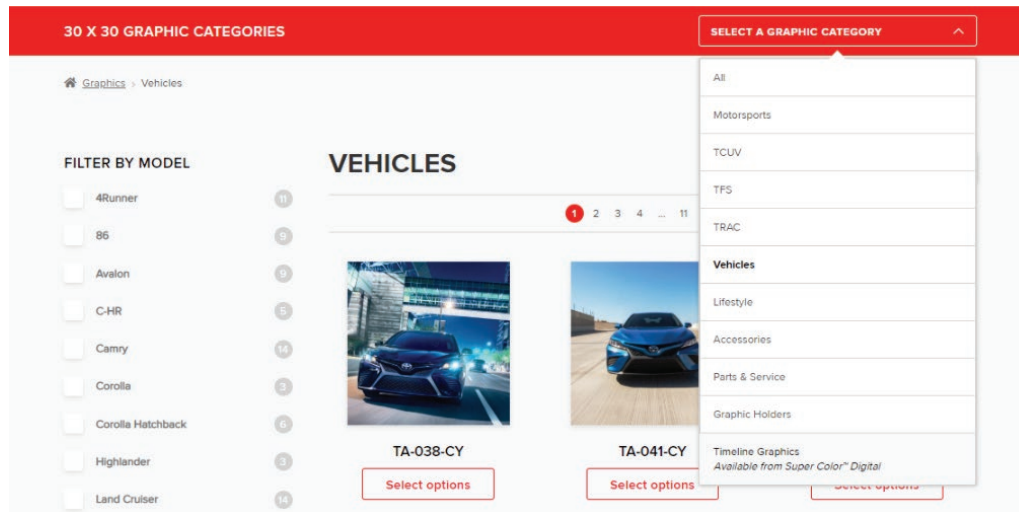 30 X 30 GRAPHIC CATEGORIES
SELECT A GRAPHIC CATEGORY
Graphics > Vehicles
All
Motorsports
TCUV
TFS
TRAC
Vehicles
Lifestyle
Accessories
Parts & Service
Graphic Holders
Timeline Graphics
Available from Super Color™ Digital
FILTER BY MODEL
4Runner 11
86 9
Avalon 9
C-HR 5
Camry 14
Corolla 3
Corolla Hatchback 6
Highlander 3
Land Cruiser 14
VEHICLES
1 2 3 4 ... 11
TA-038-CY
Select options
TA-041-CY
Select options
Select options